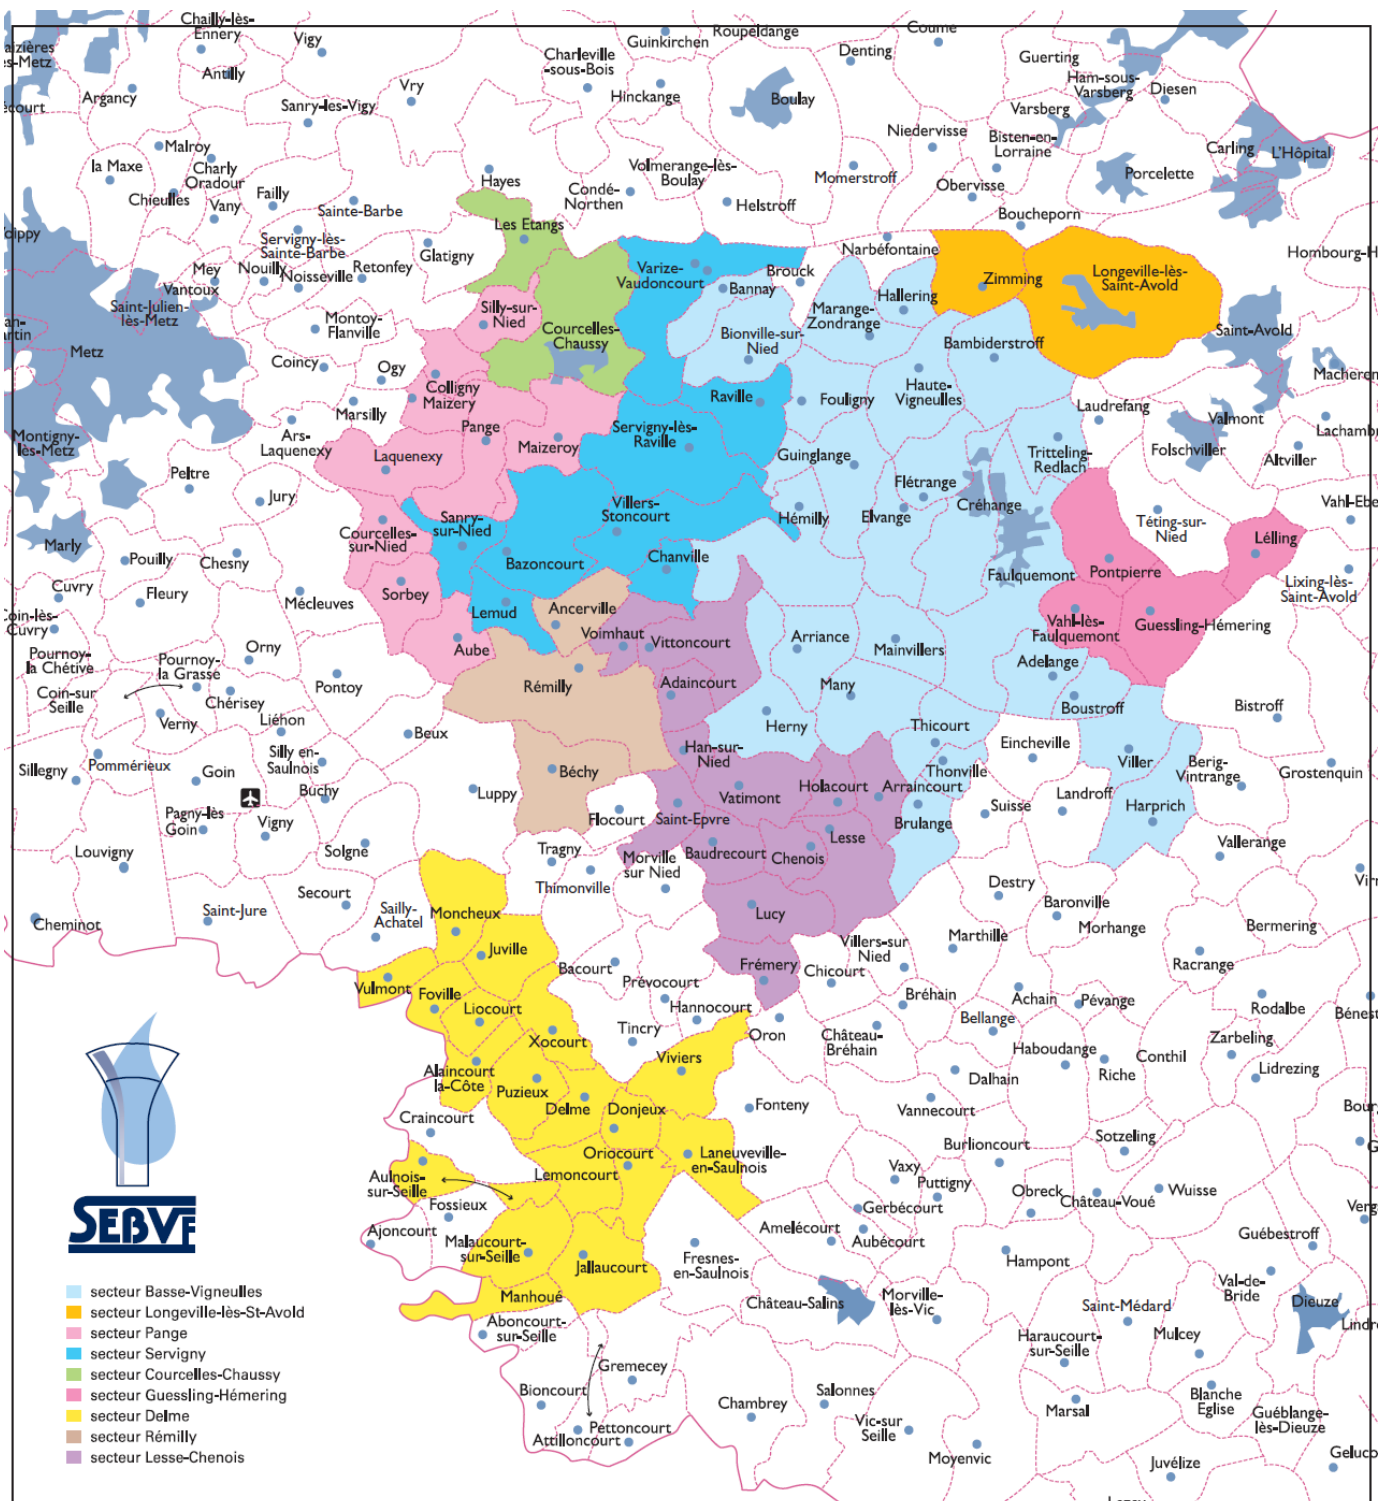 Chailly-lès-
Ennery
Vigy
Guinkirchen
Roupeldange
Coume
Charleville
-sous-Bois
Denting
Guerting
Antilly
Argancy
Vry
Sanry-les-Vigy
Hinckange
Boulay
Ham-sous-
Varsberg
Diesen
Varsberg
Niedervisse
Bisten-en-
Lorraine
Carling
L'Hôpital
Malroy
la Maxe
Charly
Oradour
Chieulles
Vany
Failly
Sainte-Barbe
Hayes
Condé-
Northen
Volmerange-lès-
Boulay
Helstroff
Momerstroff
Obervisse
Porcelette
Boucheporn
Les Etangs
Servigny-lès-
Sainte-Barbe
Glatigny
Narbéfontaine
Hombourg-H
Mey
Nouilly
Noisseville
Retonfey
Vantoux
Saint-Julien-
lès-Metz
Varize-
Vaudoncourt
Brouck
Bannay
Hallering
Zimming
Longeville-lès-
Saint-Avold
Silly-sur-
Nied
Courcelles-
Chaussy
Marange-
Zondrange
Montoy-
Flanville
Bionville-sur-
Nied
Bambiderstroff
Saint-Avold
Metz
Coincy
Ogy
Macheren
Colligny
Maizery
Raville
Fouligny
Haute-
Vigneulles
Marsilly
Laudrefang
Valmont
Montigny-
lès-Metz
Ars-
Laquenexy
Pange
Maizeroy
Servigny-lès-
Raville
Lachambr
Laquenexy
Guinglange
Tritteling-
Redlach
Folschviller
Altviller
Peltre
Jury
Flétrange
Créhange
Vahl-Ebe
Villers-
Stoncourt
Hémilly
Elvange
Téting-sur-
Nied
Lélling
Sanry-
sur-Nied
Courcelles-
sur-Nied
Marly
Pouilly
Chesny
Bazoncourt
Chanville
Faulquemont
Pontpierre
Lixing-lès-
Saint-Avold
Cuvry
Fleury
Mécleuves
Sorbey
Lemud
Ancerville
Coin-lès-
Cuvry
Voimhaut
Vittoncourt
Arriance
Mainvillers
Vahl-lès-
Faulquemont
Guessling-Hémering
Pournoy-
la Chétive
Pournoy-
la Grasse
Orny
Aube
Adelange
Coin-sur
Seille
Chérisey
Pontoy
Rémilly
Adaincourt
Many
Boustroff
Bistroff
Verny
Liéhon
Beux
Herny
Thicourt
Eincheville
Sillegny
Pommérieux
Goin
Silly en-
Saulnois
Buchy
Béchy
Han-sur-
Nied
Thonville
Viller
Berig-
Vintrange
Grostenquin
Luppy
Vatimont
Holacourt
Arraincourt
Suisse
Landroff
Harprich
Pagny-lès
Goin
Vigny
Flocourt
Saint-Epvre
Brulange
Louvigny
Solgne
Tragny
Thimonville
Morville
sur Nied
Baudrecourt
Chenois
Lesse
Vallerange
Secourt
Destry
Virn
Cheminot
Saint-Jure
Sailly-
Achatel
Moncheux
Lucy
Baronville
Morhange
Bermering
Juville
Villers-sur
Nied
Marthille
Vulmont
Foville
Bacourt
Prévocourt
Frémery
Chicourt
Racrange
Liocourt
Hannocourt
Bréhain
Achain
Pévange
Rodalbe
Bénest
Xocourt
Tincry
Oron
Château-
Bréhain
Bellange
Zarbeling
Viviers
Haboudange
Riche
Conthil
Lidrezing
Alaincourt
la-Côte
Puzieux
Delme
Donjeux
Fonteny
Dalhain
Vannecourt
Craincourt
Burlioncourt
Sotzeling
Oriocourt
Laneuveville-
en-Saulnois
Aulnois-
sur-Seille
Lemoncourt
Vaxy
Puttigny
Obreck
Château-Voué
Wuisse
Fossieux
Gerbécourt
Amelécourt
Aubécourt
Ajoncourt
Malaucourt-
sur-Seille
Jallaucourt
Fresnes-
en-Saulnois
Hampont
Guébestroff
SEBVF
secteur Basse-Vigneulles
secteur Longeville-lès-St-Avold
secteur Pange
secteur Servigny
secteur Courcelles-Chaussy
secteur Guessling-Hémering
secteur Delme
secteur Rémilly
secteur Lesse-Chenois
Manhoué
Château-Salins
Morville-
lès-Vic
Saint-Médard
Val-de-
Bride
Dieuze
Aboncourt-
sur-Seille
Haraucourt-
sur-Seille
Mulcey
Gremecey
Bioncourt
Chambrey
Salonnes
Marsal
Blanche
Eglise
Guéblange-
lès-Dieuze
Pettoncourt
Attilloncourt
Vic-sur
Seille
Moyenvic
Juvélize
Geluco